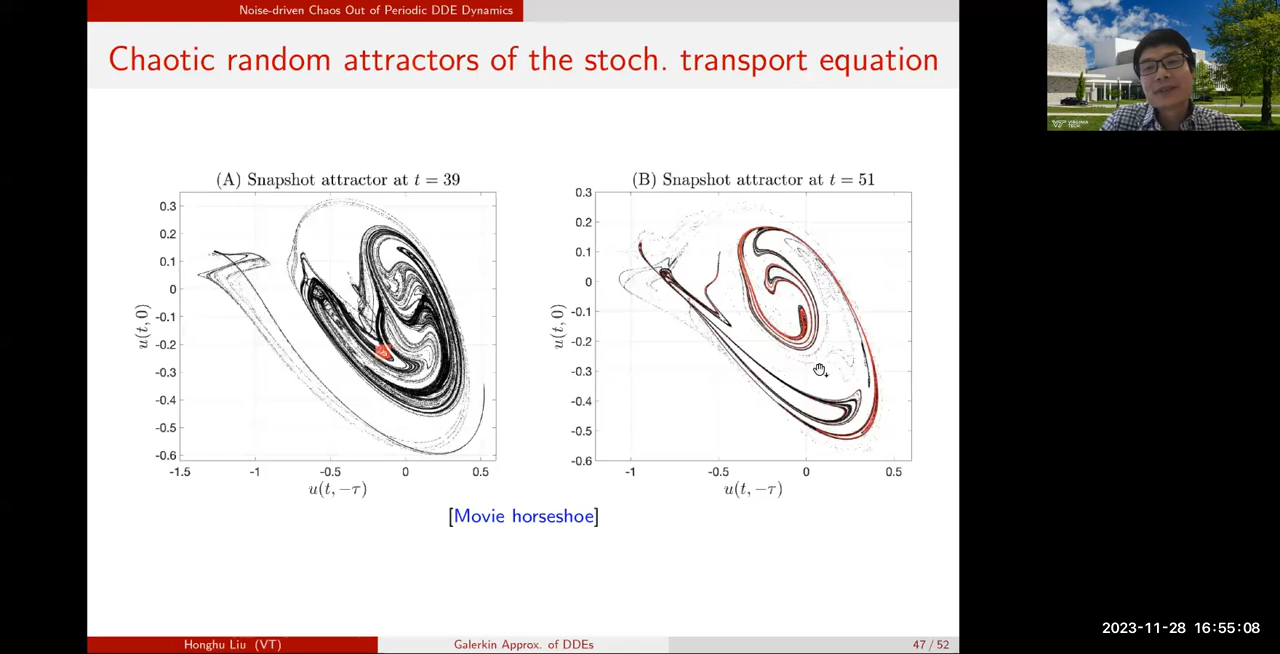 Noise-driven Chaos Out of Periodic DDE Dynamics
Chaotic random attractors of the stoch. transport equation
(A) Snapshot attractor at t = 39
0.3
0.2
0.1
0
-0.1
-0.2
-0.3
-0.4
-0.5
-0.6
u(t, 0)
-1.5 -1 -0.5 0 0.5
u(t, −τ)
(B) Snapshot attractor at t = 51
0.3
0.2
0.1
0
-0.1
-0.2
-0.3
-0.4
-0.5
-0.6
u(t, 0)
-1 -0.5 0 0.5
u(t, −τ)
[Movie horseshoe]
Honghu Liu (VT) Galerkin Approx. of DDEs 47 / 52
VIRGINIA
TECH
2023-11-28 16:55:08